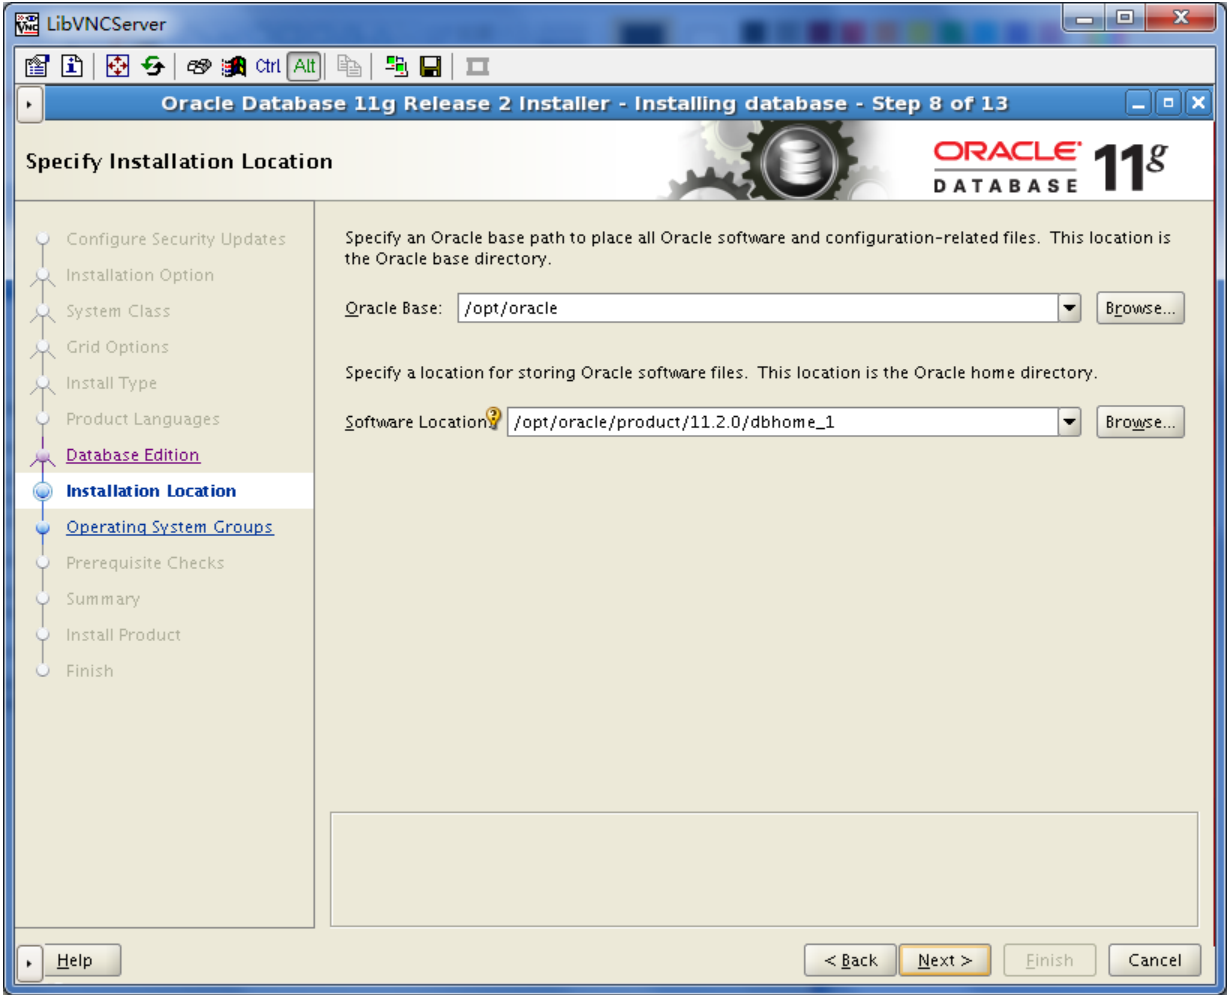 LibVNCServer
Ctrl Alt
Oracle Database 11g Release 2 Installer - Installing database - Step 8 of 13
Specify Installation Location
ORACLE 11g
DATABASE
Configure Security Updates
Installation Option
System Class
Grid Options
Install Type
Product Languages
Database Edition
Installation Location
Operating System Groups
Prerequisite Checks
Summary
Install Product
Finish
Specify an Oracle base path to place all Oracle software and configuration-related files. This location is
the Oracle base directory.
Oracle Base: /opt/oracle Browse...
Specify a location for storing Oracle software files. This location is the Oracle home directory.
Software Location: /opt/oracle/product/11.2.0/dbhome_1 Browse...
Help < Back Next > Finish Cancel